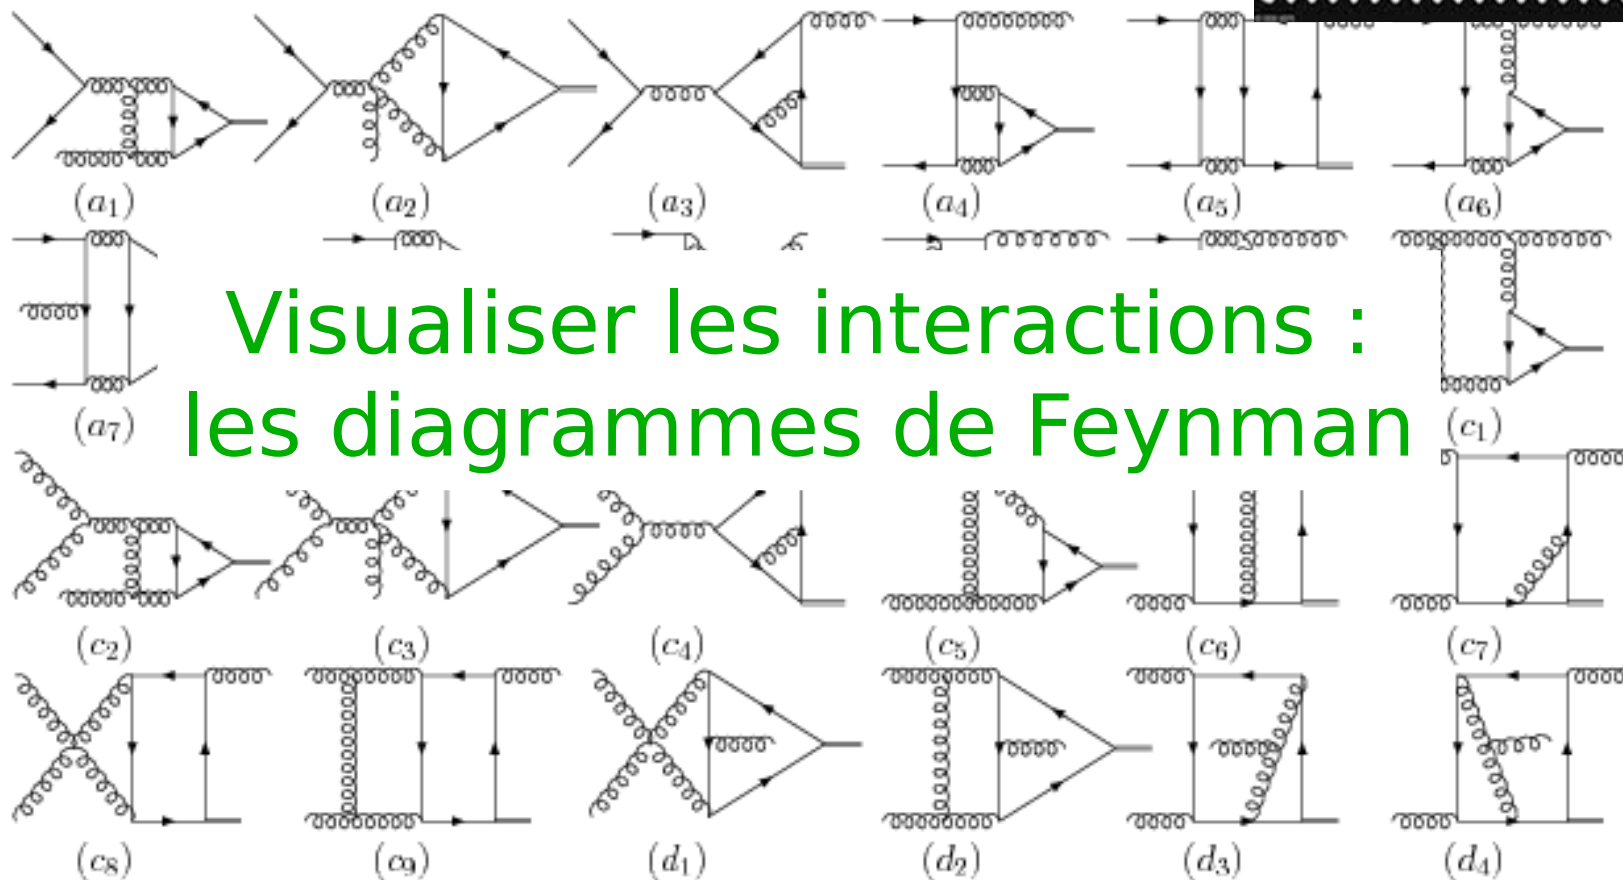 (a1) (a2) (a3) (a4) (a5) (a6)
Visualiser les interactions :
les diagrammes de Feynman
(a7) (c1)
(c2) (c3) (c4) (c5) (c6) (c7)
(c8) (c9) (d1) (d2) (d3) (d4)